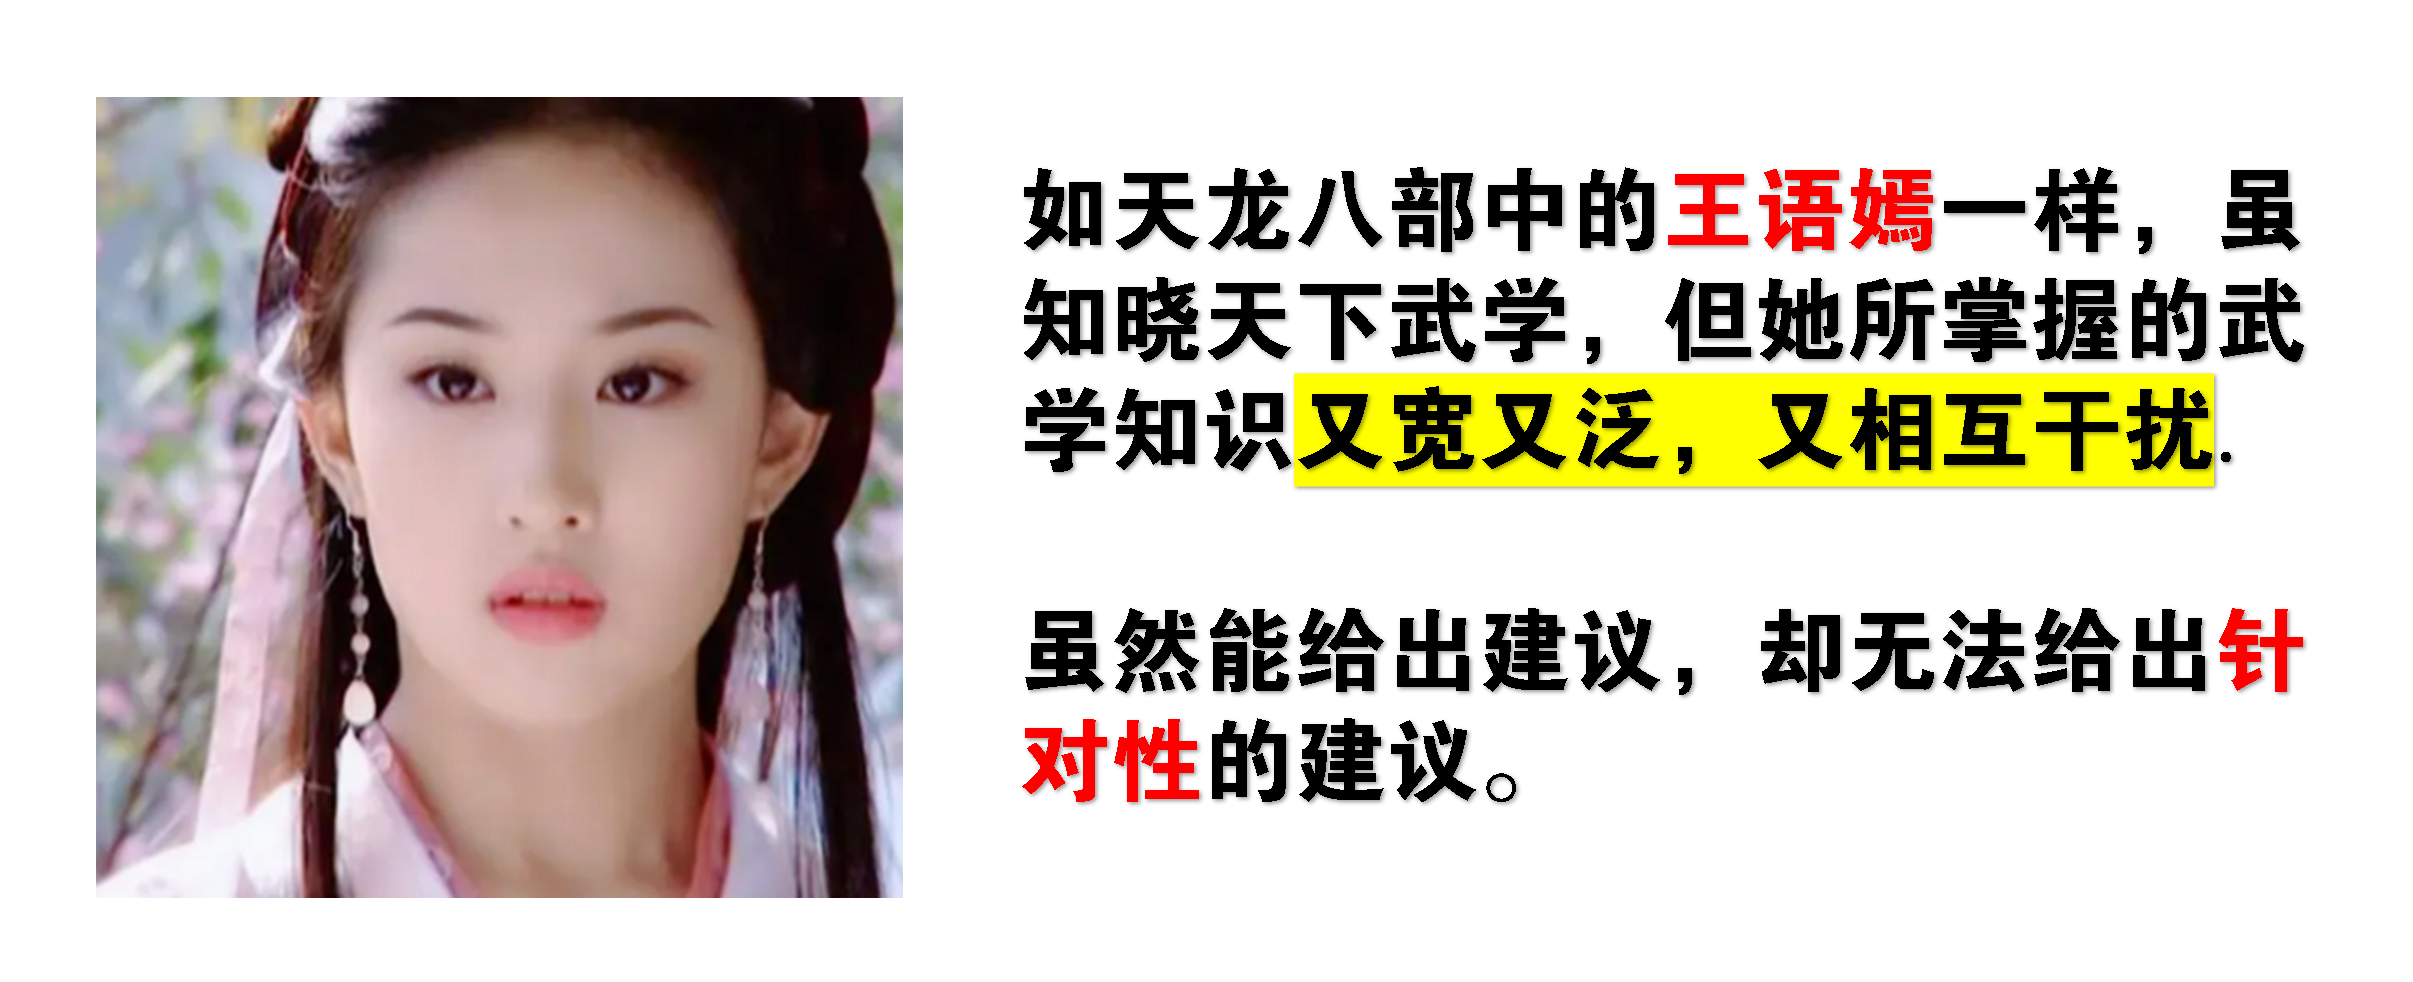 如天龙八部中的王语嫣一样，虽
知晓天下武学，但她所掌握的武
学知识又宽又泛，又相互干扰.
虽然能给出建议，却无法给出针
对性的建议。